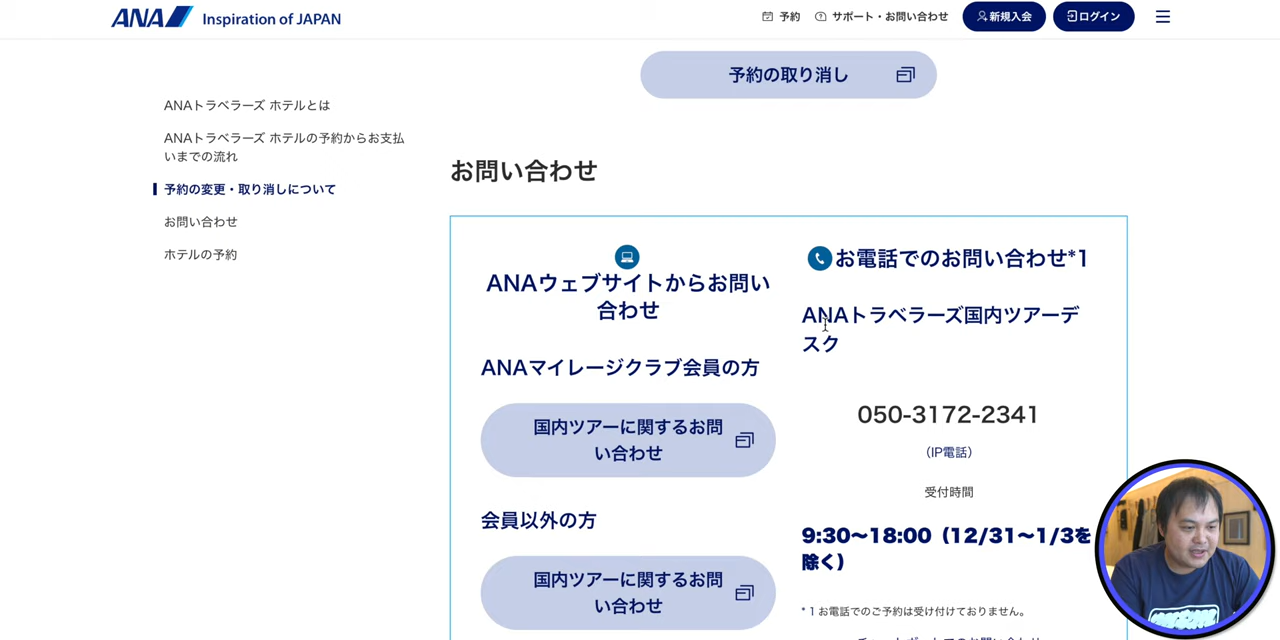 ANA Inspiration of JAPAN
予約
サポート・お問い合わせ
新規入会
ログイン
予約の取り消し
ANAトラベラーズ ホテルとは
ANAトラベラーズ ホテルの予約からお支払
いまでの流れ
予約の変更・取り消しについて
お問い合わせ
ホテルの予約
お問い合わせ
ANAウェブサイトからお問い
合わせ
ANAマイレージクラブ会員の方
国内ツアーに関するお問
い合わせ
会員以外の方
国内ツアーに関するお問
い合わせ
お電話でのお問い合わせ*1
ANAトラベラーズ国内ツアーデ
スク
050-3172-2341
（IP電話）
受付時間
9:30〜18:00（12/31〜1/3を
除く）
* 1 お電話でのご予約は受け付けておりません。